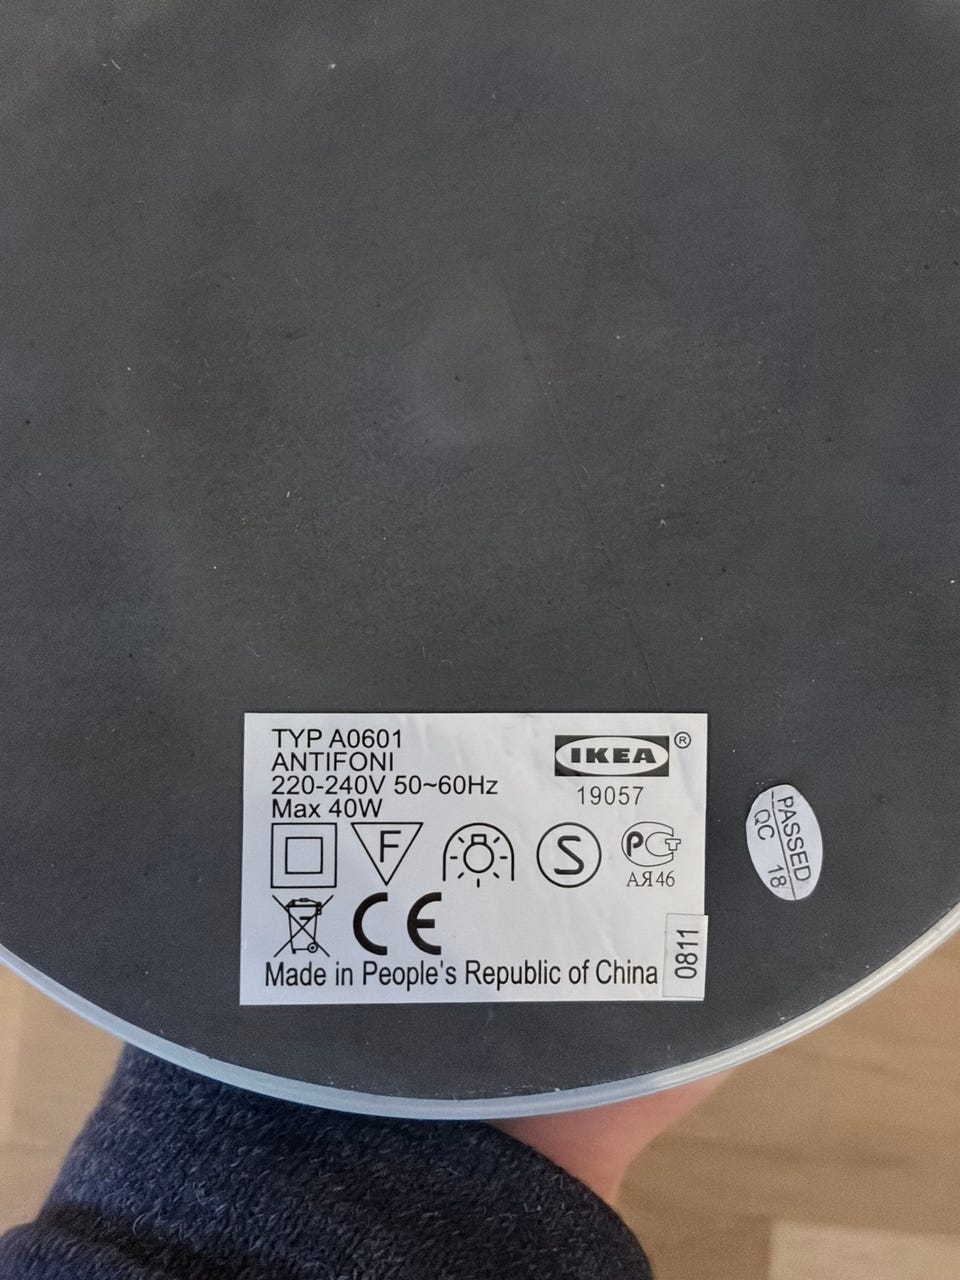 TYP A0601
ANTIFONI
220-240V 50~60Hz
Max 40W
IKEA®
19057
F
S
РСТ
АЯ46
CE
Made in People's Republic of China
0811
PASSED
QC 18